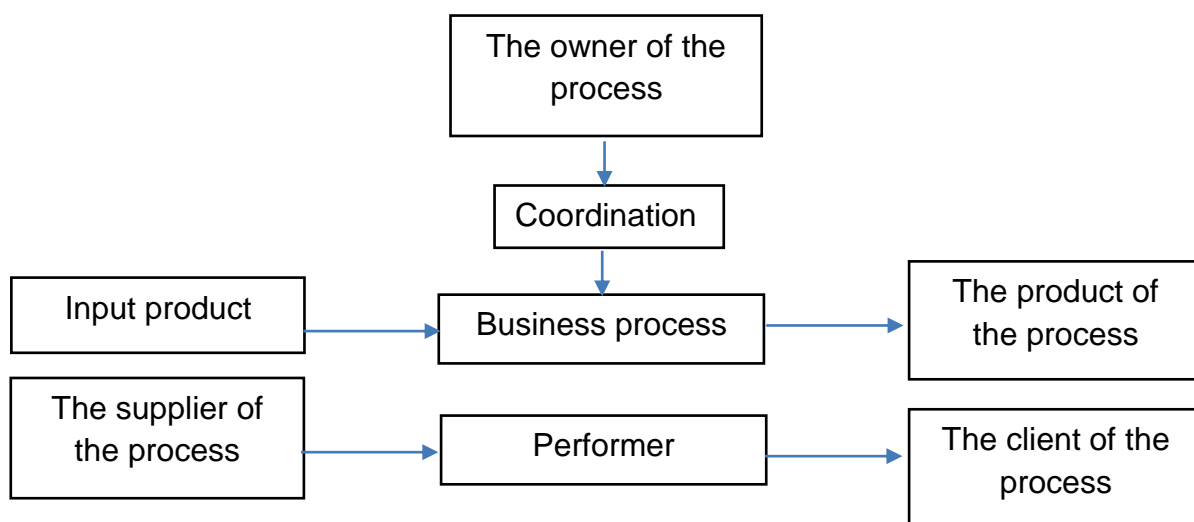 The owner of the
process
Coordination
Input product
Business process
The product of
the process
The supplier of
the process
Performer
The client of the
process